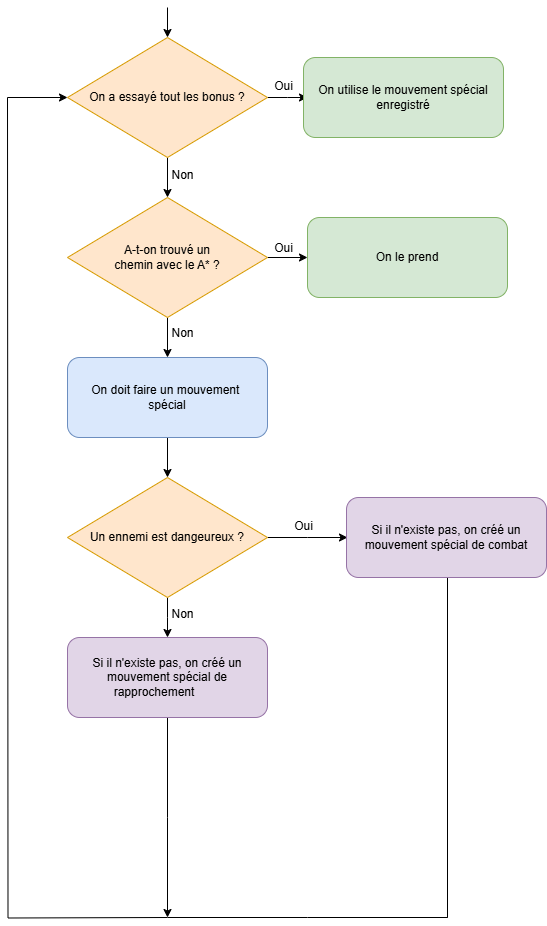 On a essayé tout les bonus ?
Oui
On utilise le mouvement spécial
enregistré
Non
A-t-on trouvé un
chemin avec le A* ?
Oui
On le prend
Non
On doit faire un mouvement
spécial
Un ennemi est dangeureux ?
Oui
Si il n'existe pas, on créé un
mouvement spécial de combat
Non
Si il n'existe pas, on créé un
mouvement spécial de
rapprochement